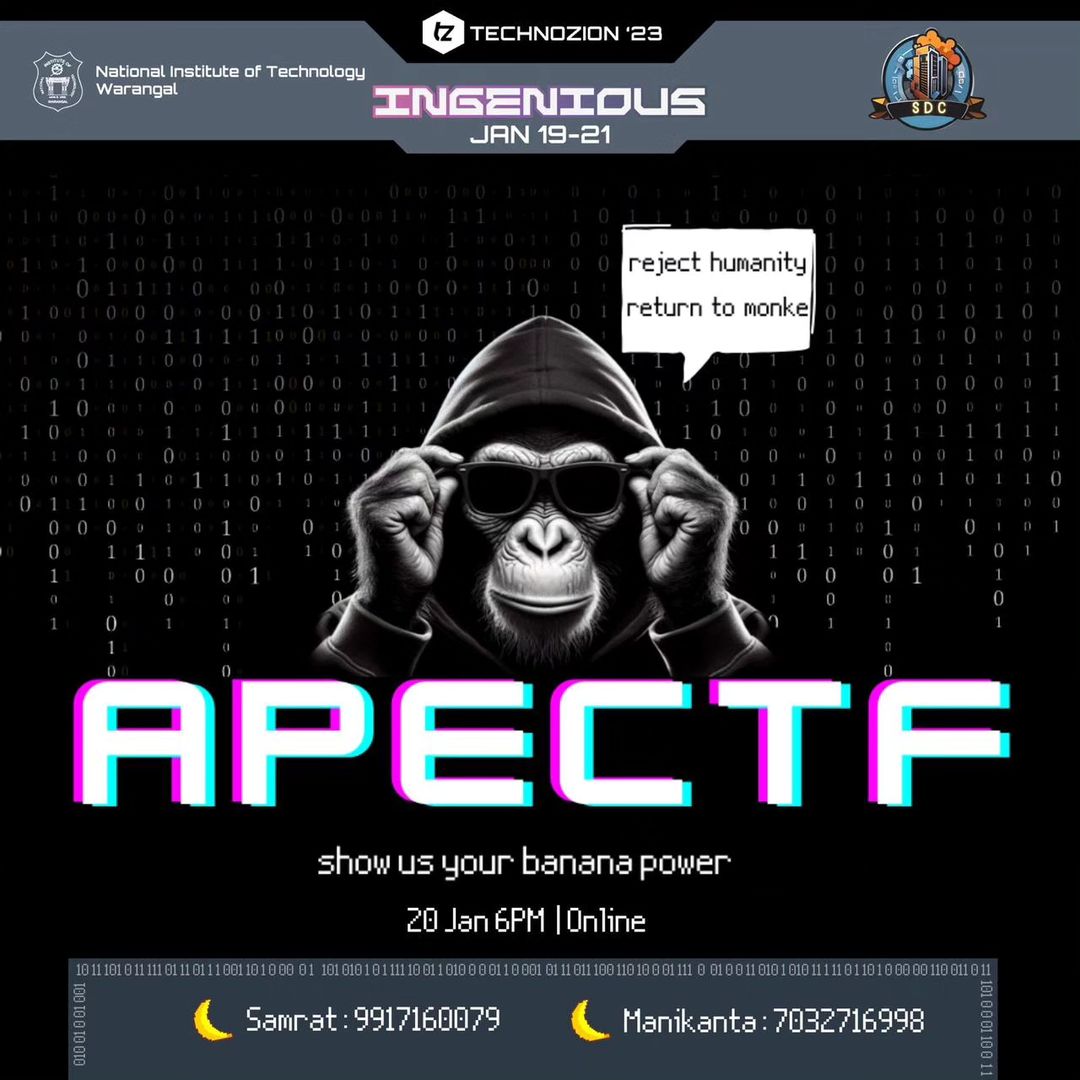 tz TECHNOZION ‘23
National Institute of Technology
Warangal
INGENIOUS
JAN 19-21
SDC
reject humanity
return to monke
APECTF
show us your banana power
20 Jan 6PM | Online
Samrat : 9917160079
Manikanta : 7032716998